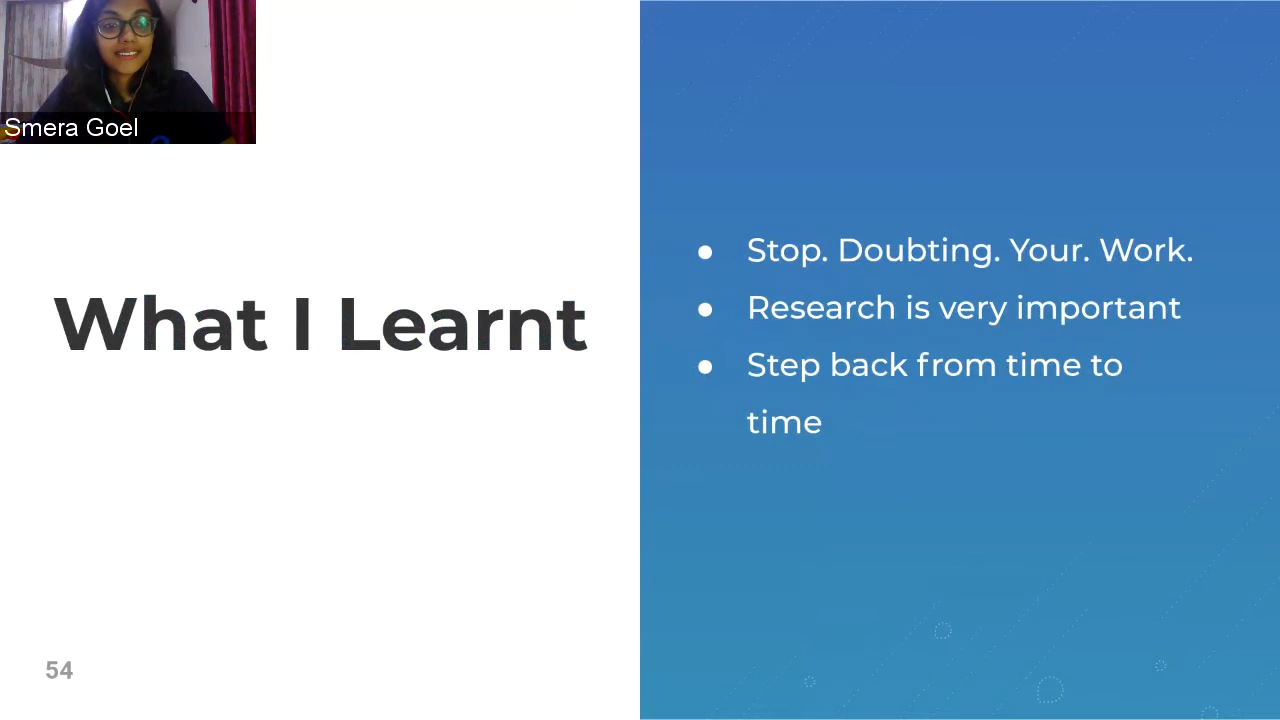 Smera Goel
What I Learnt
● Stop. Doubting. Your. Work.
● Research is very important
● Step back from time to
time
54